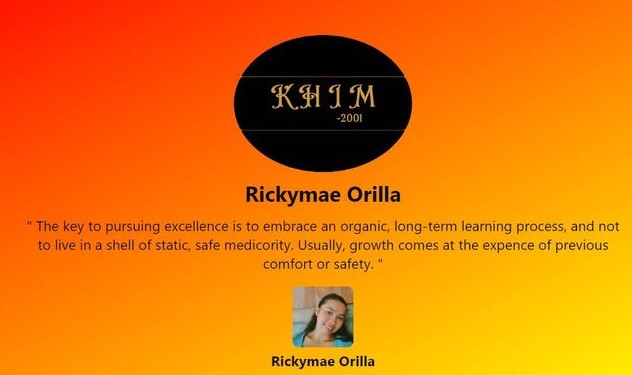 KHIM
-2001
Rickymae Orilla
" The key to pursuing excellence is to embrace an organic, long-term learning process, and not
to live in a shell of static, safe medicority. Usually, growth comes at the expence of previous
comfort or safety. "
Rickymae Orilla